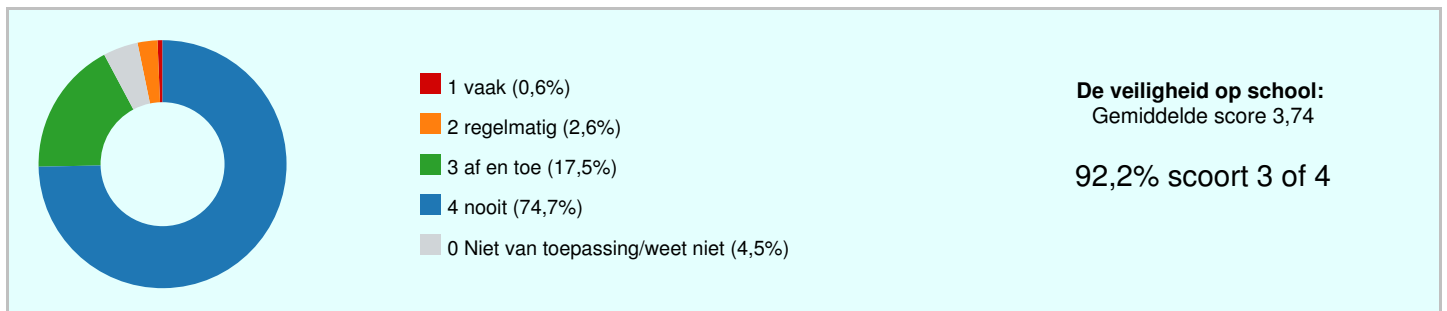 1 vaak (0,6%)
2 regelmatig (2,6%)
3 af en toe (17,5%)
4 nooit (74,7%)
0 Niet van toepassing/weet niet (4,5%)
De veiligheid op school:
Gemiddelde score 3,74
92,2% scoort 3 of 4